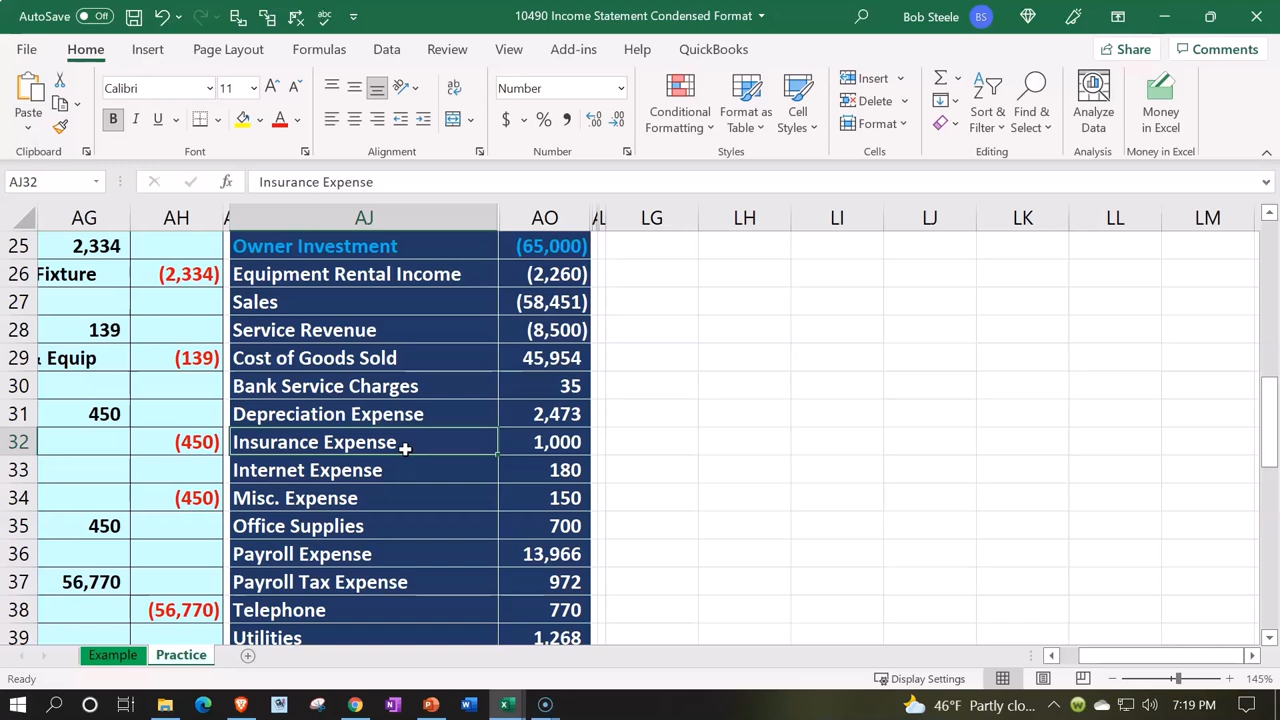 AutoSave Off 10490 Income Statement Condensed Format Bob Steele BS
File Home Insert Page Layout Formulas Data Review View Add-ins Help QuickBooks Share Comments
Calibri 11 Number Insert
Paste B I U A $ % Conditional Formatting Format as Table Cell Styles Delete Format Sort & Filter Find & Select Analyze Data Money in Excel
Clipboard Font Alignment Number Styles Cells Editing Analysis Money in Excel
AJ32 fx Insurance Expense
AG AH AJ AO LG LH LI LJ LK LL LM
25 2,334 Owner Investment (65,000)
26 Fixture (2,334) Equipment Rental Income (2,260)
27 Sales (58,451)
28 139 Service Revenue (8,500)
29 & Equip (139) Cost of Goods Sold 45,954
30 Bank Service Charges 35
31 450 Depreciation Expense 2,473
32 (450) Insurance Expense 1,000
33 Internet Expense 180
34 (450) Misc. Expense 150
35 450 Office Supplies 700
36 Payroll Expense 13,966
37 56,770 Payroll Tax Expense 972
38 (56,770) Telephone 770
39 Utilities 1,268
Example Practice
Ready Display Settings 145%
46°F Partly clo... 7:19 PM